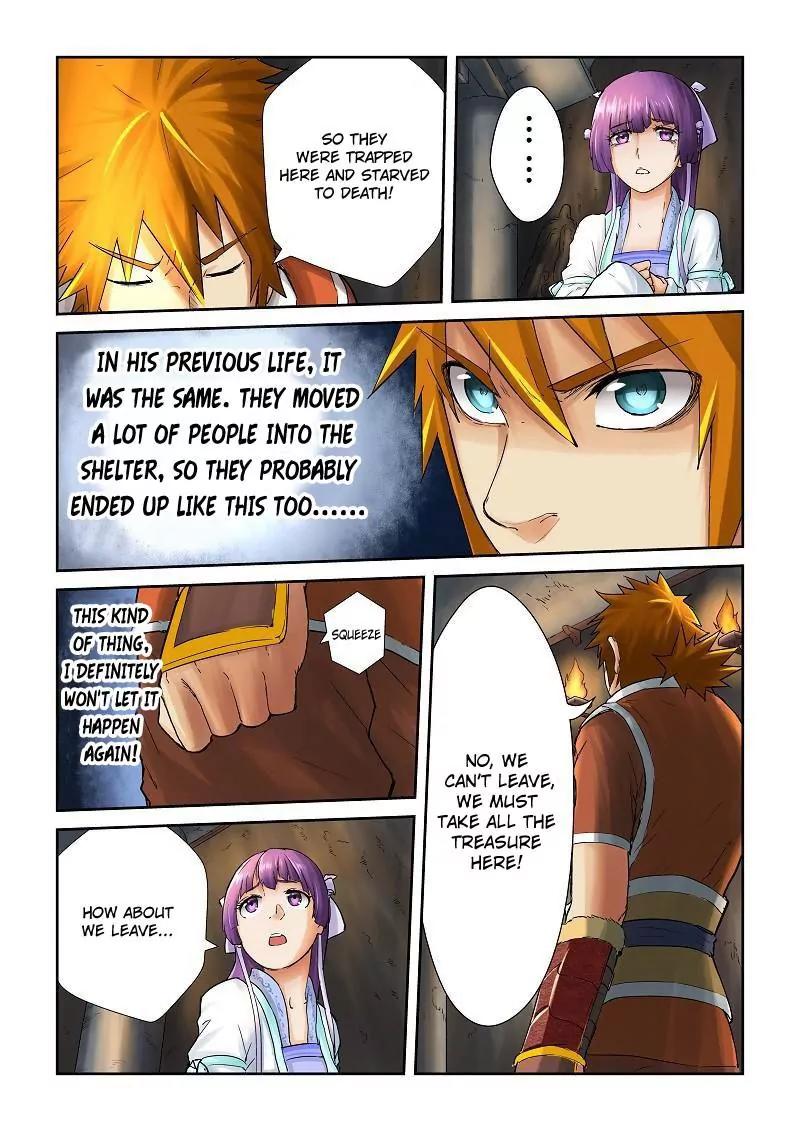 SO THEY
WERE TRAPPED
HERE AND STARVED
TO DEATH!
......
IN HIS PREVIOUS LIFE, IT
WAS THE SAME. THEY MOVED
A LOT OF PEOPLE INTO THE
SHELTER, SO THEY PROBABLY
ENDED UP LIKE THIS TOO......
THIS KIND
OF THING,
I DEFINITELY
WON'T LET IT
HAPPEN
AGAIN!
SQUEEZE
HOW ABOUT
WE LEAVE...
NO, WE
CAN'T LEAVE,
WE MUST
TAKE ALL THE
TREASURE
HERE!